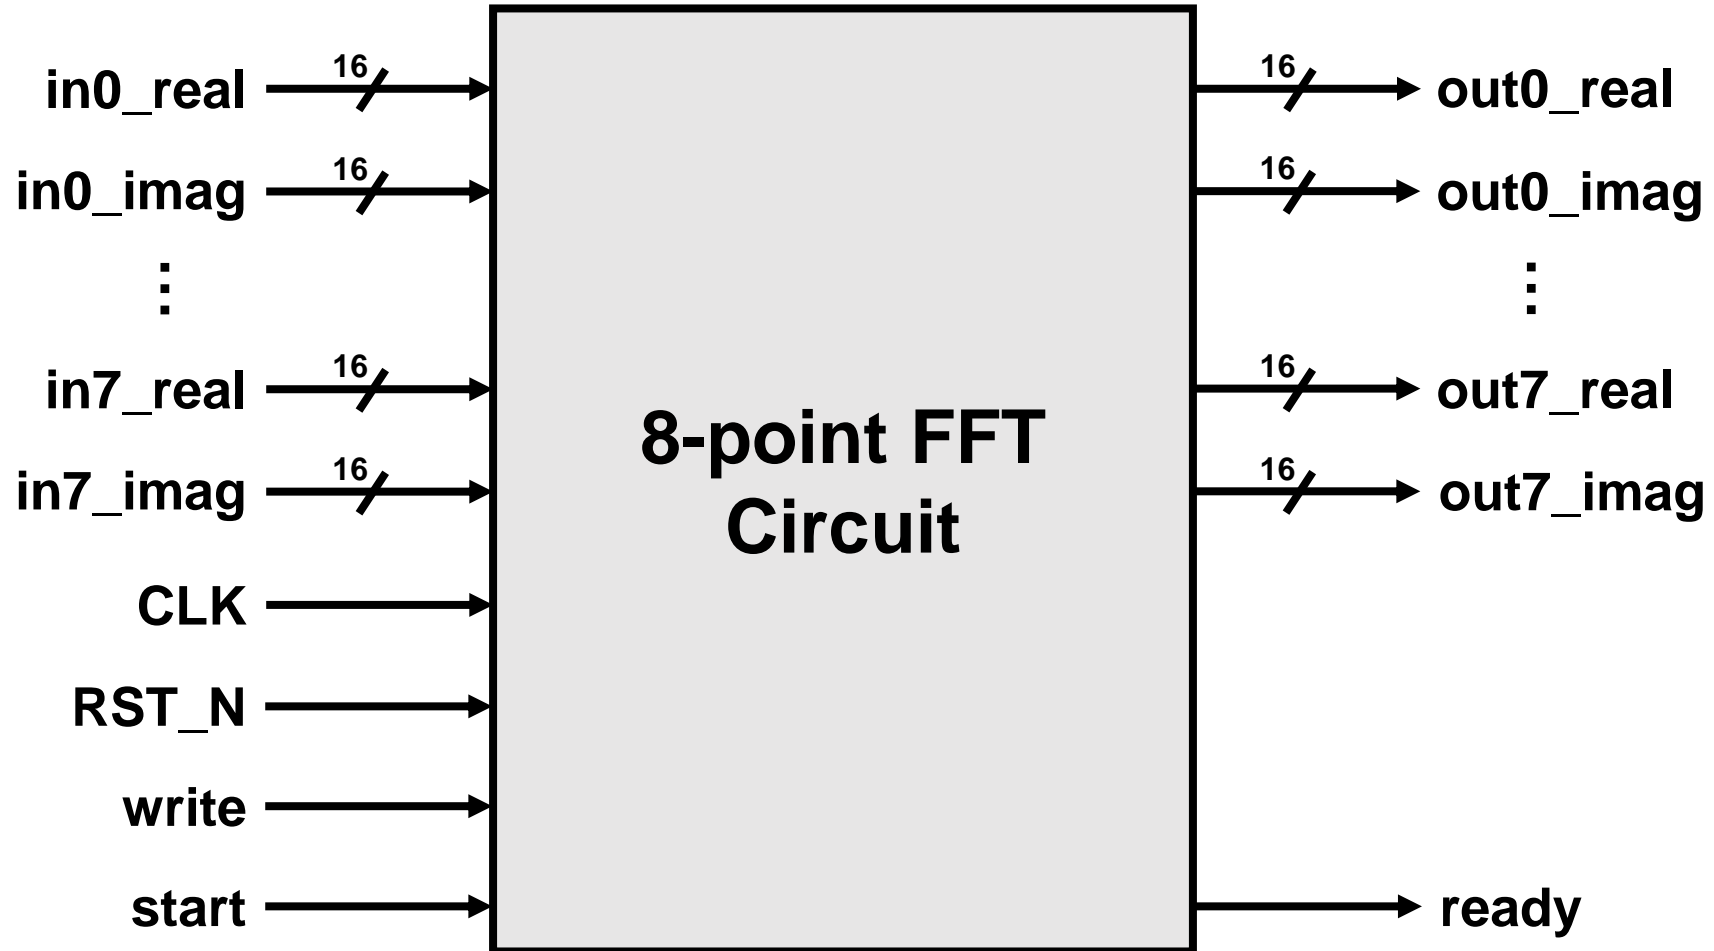 in0_real 16 16 out0_real
in0_imag 16 16 out0_imag
in7_real 16 16 out7_real
in7_imag 16 16 out7_imag
8-point FFT
Circuit
CLK
RST_N
write
start ready